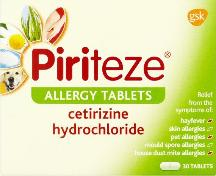 gsk
Piriteze®
ALLERGY TABLETS
cetirizine
hydrochloride
Relief
from the
symptoms of:
hayfever
skin allergies
pet allergies
mould spore allergies
house dust mite allergies
30 TABLETS